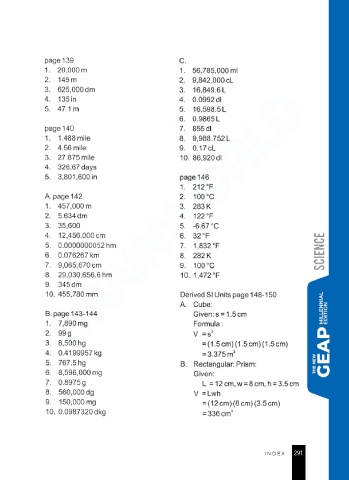 page 139
1. 20,000 m
2. 145 m
3. 625,000 dm
4. 135 in
5. 47.1 m
page 140
1. 1.488 mile
2. 4.56 mile
3. 27.875 mile
4. 326.67 days
5. 3,801,600 in
A. page 142
1. 457,000 m
2. 5.634 dm
3. 35,600
4. 12,456,000 cm
5. 0.0000000052 hm
6. 0.076267 km
7. 9,065,670 cm
8. 29,030,656.6 hm
9. 345 dm
10. 455,780 mm
B. page 143-144
1. 7,890 mg
2. 99 g
3. 8,500 hg
4. 0.4199957 kg
5. 767.5 hg
6. 8,596,000 mg
7. 0.8975 g
8. 560,000 dg
9. 150,000 mg
10. 0.0987320 dkg
C.
1. 56,785,000 ml
2. 9,842,000 cL
3. 16,849.6 L
4. 0.0992 dl
5. 16,598.5 L
6. 0.9865 L
7. 855 dl
8. 9,988.752 L
9. 0.17 cL
10. 86,920 dl
page 146
1. 212 °F
2. 100 °C
3. 283 K
4. 122 °F
5. -6.67 °C
6. 32 °F
7. 1,832 °F
8. 282 K
9. 100 °C
10. 1,472 °F
Derived SI Units page 148-150
A. Cube:
Given: s = 1.5 cm
Formula :
V = s³
= (1.5 cm) (1.5 cm) (1.5 cm)
= 3.375 m³
B. Rectangular: Prism:
Given:
L = 12 cm, w = 8 cm, h = 3.5 cm
V = Lwh
= (12 cm) (8 cm) (3.5 cm)
= 336 cm³
SCIENCE
THE NEW
GEAP
MILLENNIAL
EDITION
INDEX 291